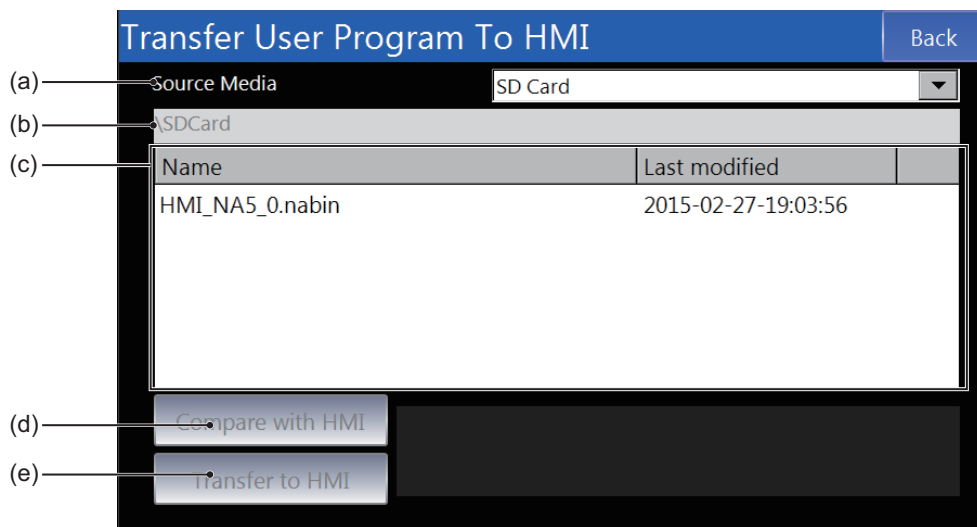 Transfer User Program To HMI Back
(a) Source Media SD Card
(b) \SDCard
(c) Name Last modified
HMI_NA5_0.nabin 2015-02-27-19:03:56
(d) Compare with HMI
(e) Transfer to HMI